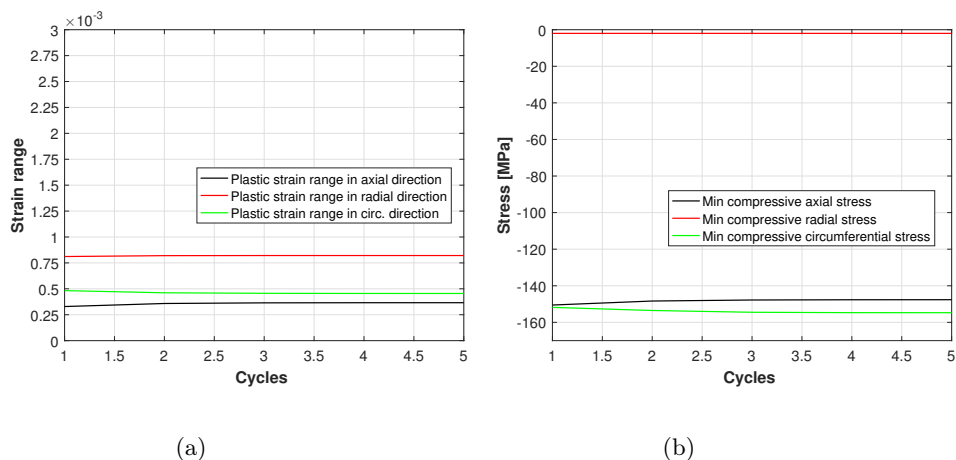 ×10⁻³
3
2.75
2.5
2.25
2
1.75
1.5
1.25
1
0.75
0.5
0.25
0
Strain range
Plastic strain range in axial direction
Plastic strain range in radial direction
Plastic strain range in circ. direction
1 1.5 2 2.5 3 3.5 4 4.5 5
Cycles
(a)
0
-20
-40
-60
-80
-100
-120
-140
-160
Stress [MPa]
Min compressive axial stress
Min compressive radial stress
Min compressive circumferential stress
1 1.5 2 2.5 3 3.5 4 4.5 5
Cycles
(b)